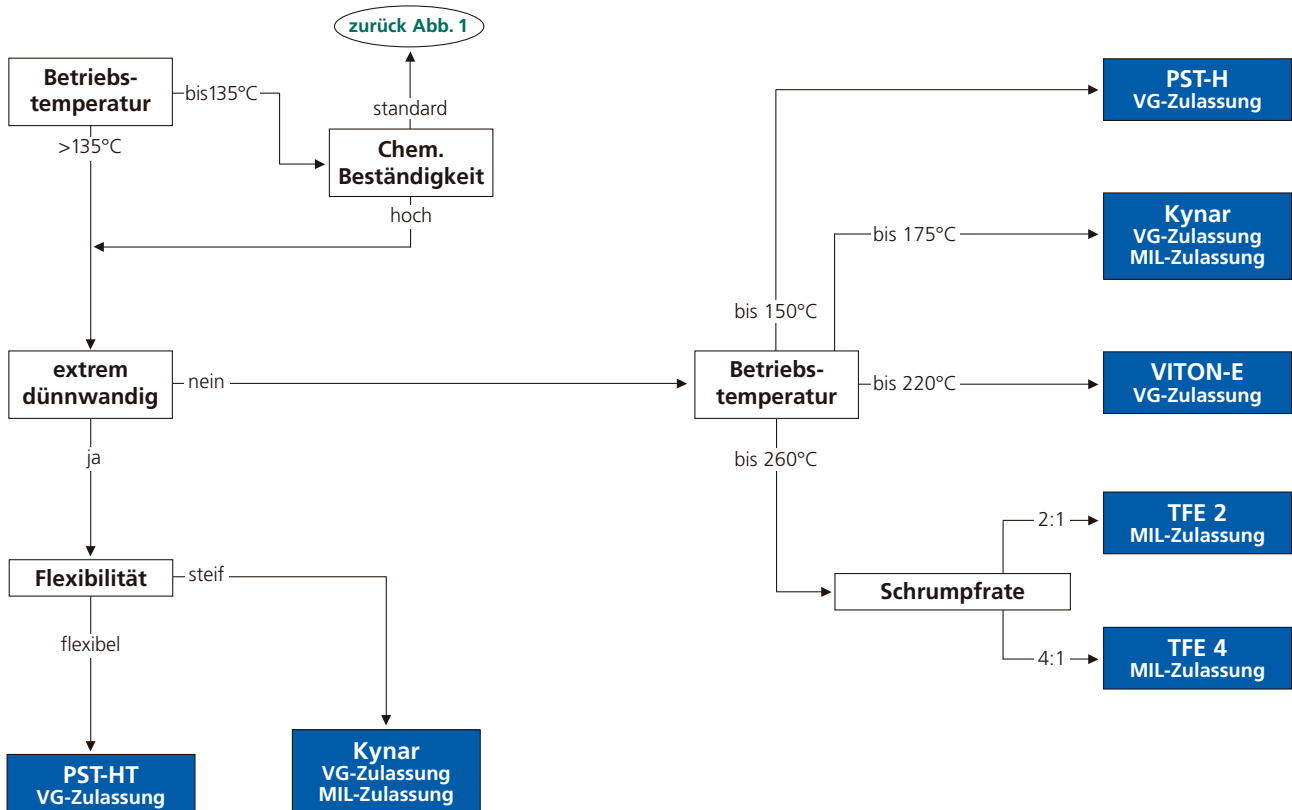 zurück Abb. 1
Betriebs-
temperatur
bis135°C
>135°C
standard
Chem.
Beständigkeit
hoch
PST-H
VG-Zulassung
Kynar
VG-Zulassung
MIL-Zulassung
bis 175°C
bis 150°C
extrem
dünnwandig
nein
Betriebs-
temperatur
bis 220°C
VITON-E
VG-Zulassung
ja
bis 260°C
2:1
TFE 2
MIL-Zulassung
Flexibilität
steif
Schrumpfrate
flexibel
4:1
TFE 4
MIL-Zulassung
PST-HT
VG-Zulassung
Kynar
VG-Zulassung
MIL-Zulassung